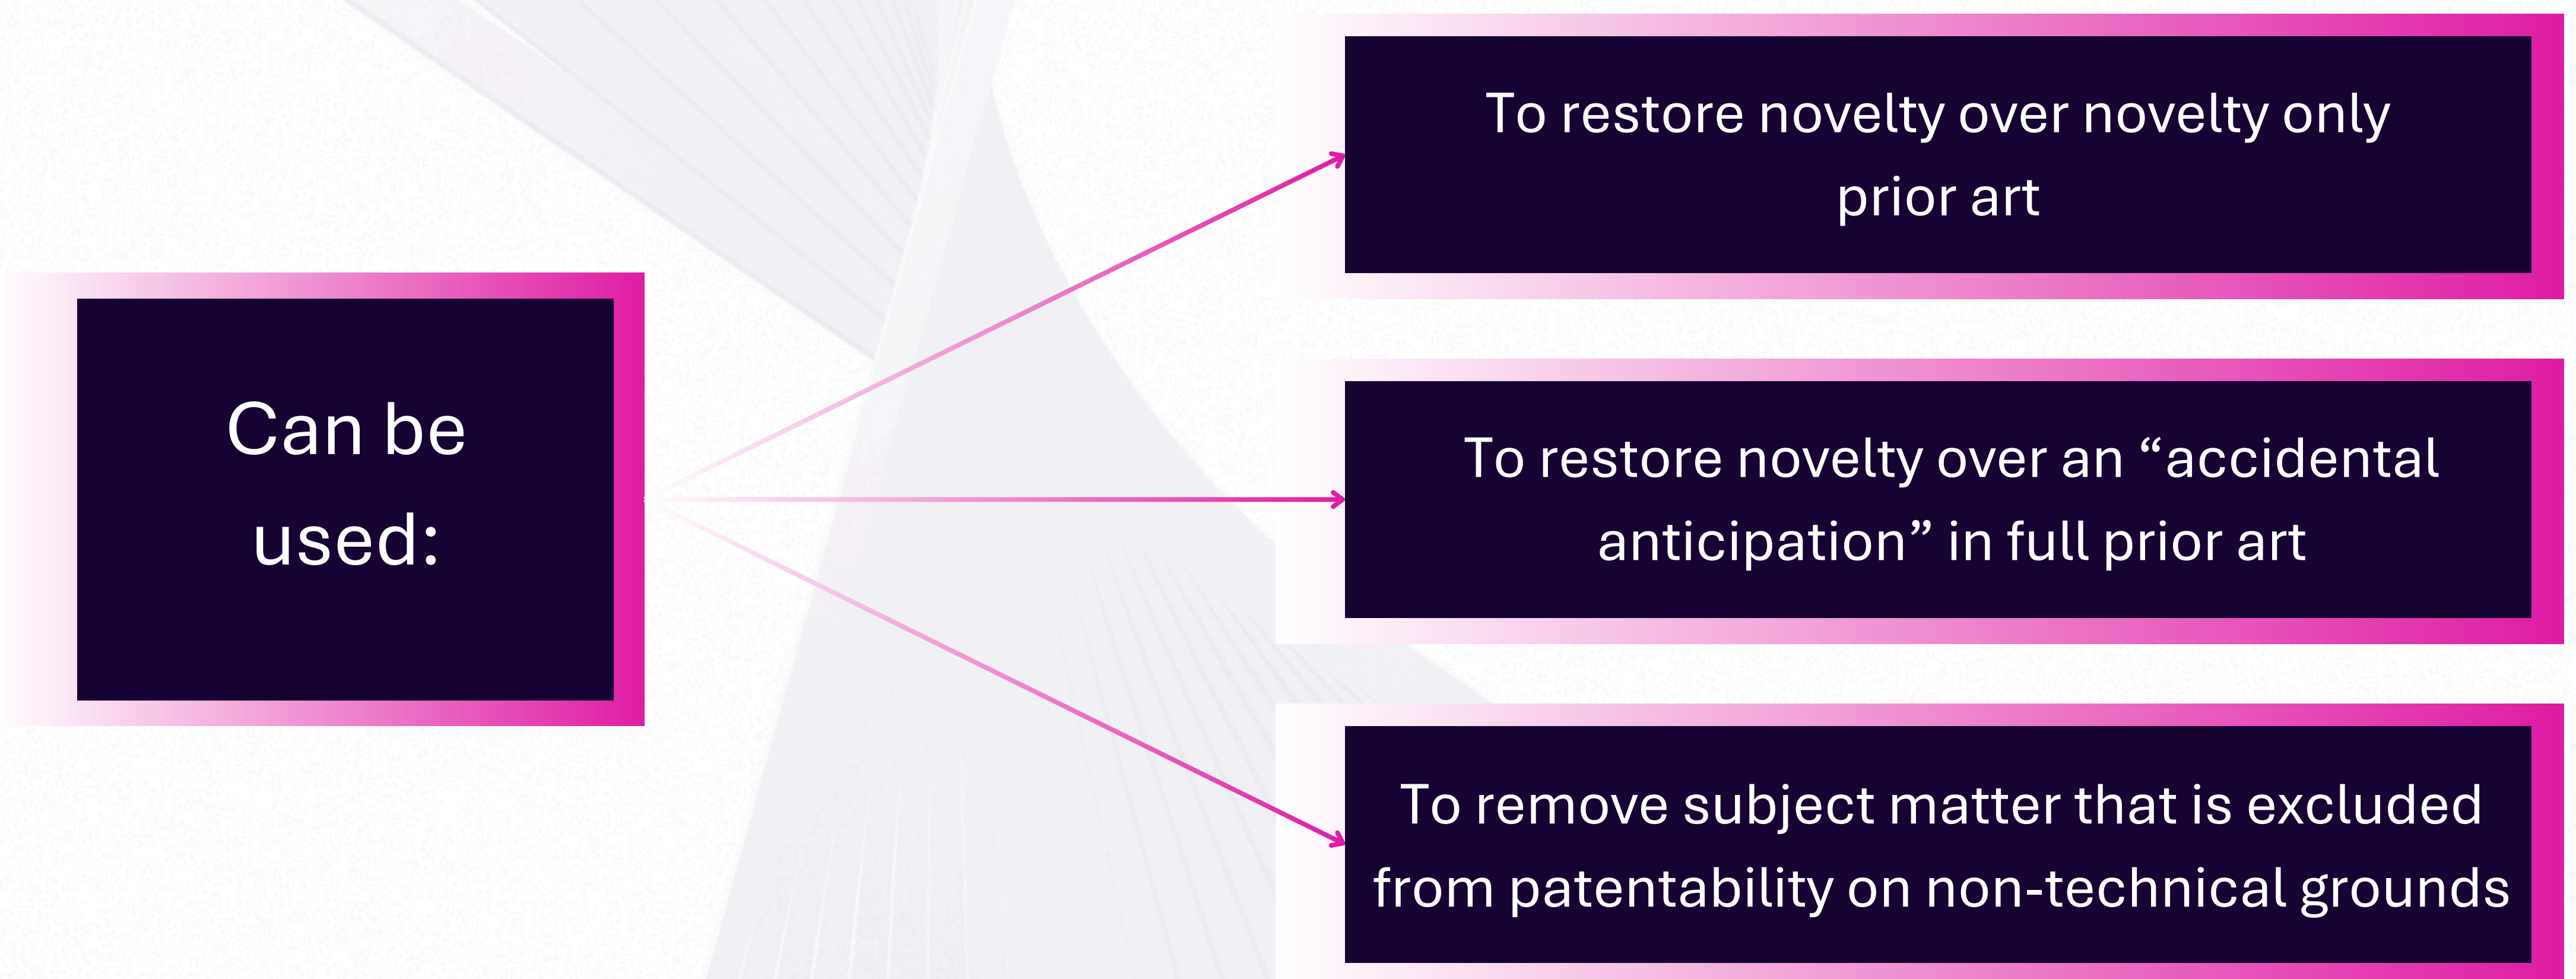 Can be
used:
To restore novelty over novelty only
prior art
To restore novelty over an “accidental
anticipation” in full prior art
To remove subject matter that is excluded
from patentability on non-technical grounds